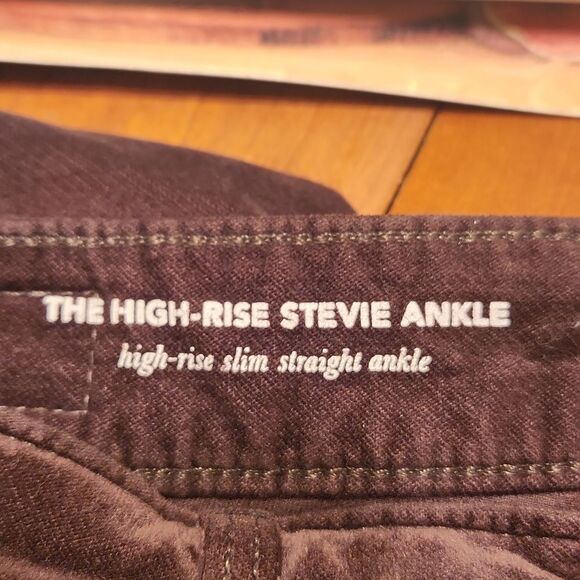 THE HIGH-RISE STEVIE ANKLE
high-rise slim straight ankle